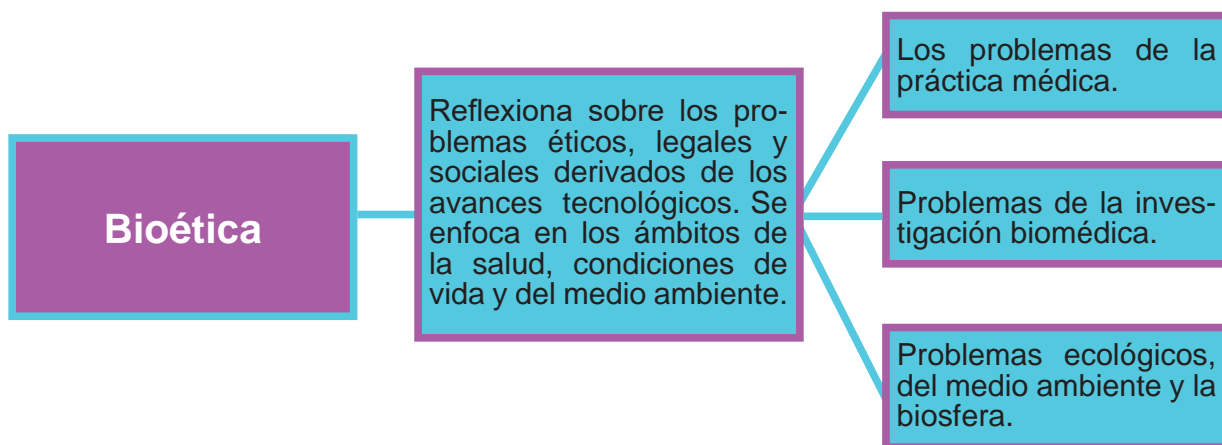 Bioética
Reflexiona sobre los pro-
blemas éticos, legales y
sociales derivados de los
avances tecnológicos. Se
enfoca en los ámbitos de
la salud, condiciones de
vida y del medio ambiente.
Los problemas de la
práctica médica.
Problemas de la inves-
tigación biomédica.
Problemas ecológicos,
del medio ambiente y la
biosfera.